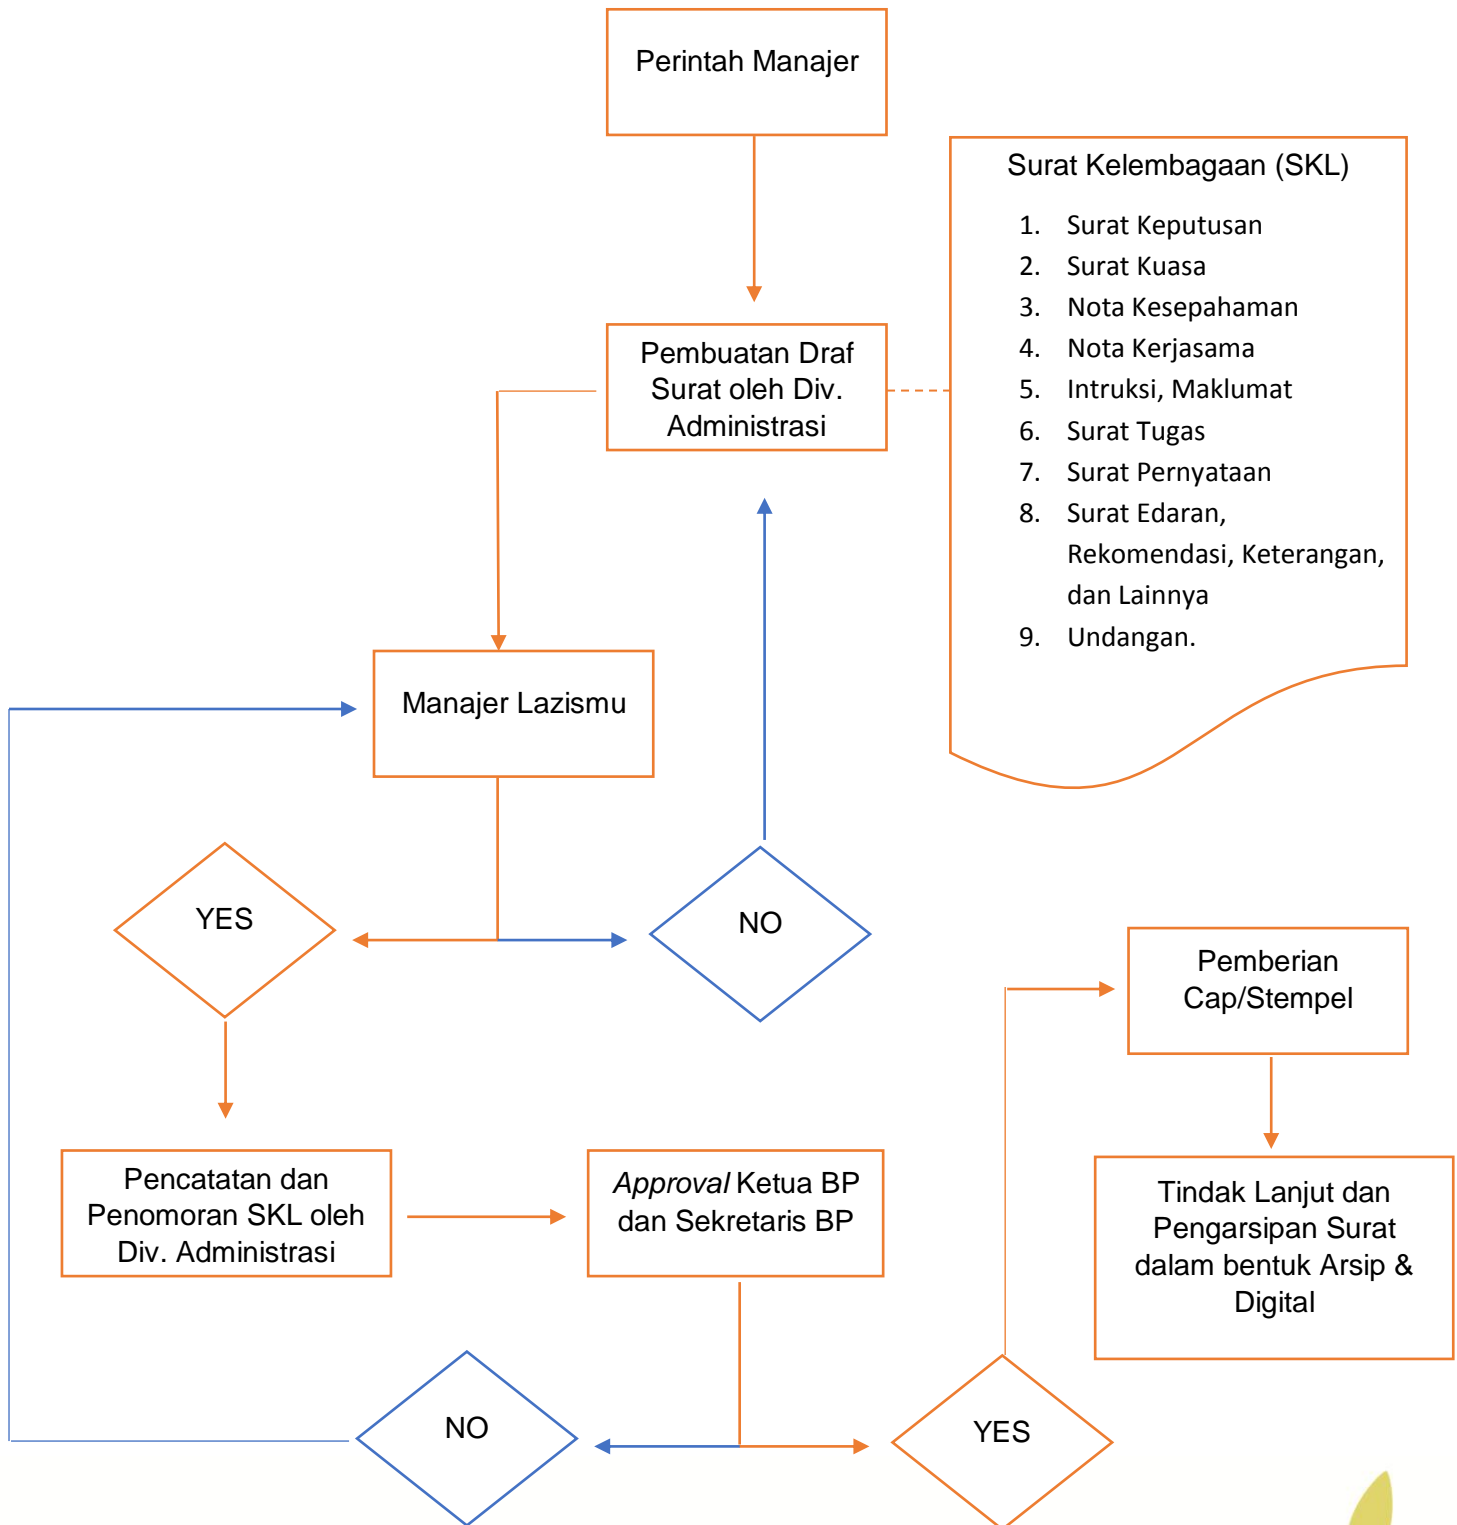 Perintah Manajer
Surat Kelembagaan (SKL)
1. Surat Keputusan
2. Surat Kuasa
3. Nota Kesepahaman
4. Nota Kerjasama
5. Intruksi, Maklumat
6. Surat Tugas
7. Surat Pernyataan
8. Surat Edaran,
Rekomendasi, Keterangan,
dan Lainnya
9. Undangan.
Pembuatan Draf
Surat oleh Div.
Administrasi
Manajer Lazismu
YES
NO
Pencatatan dan
Penomoran SKL oleh
Div. Administrasi
Approval Ketua BP
dan Sekretaris BP
NO
YES
Pemberian
Cap/Stempel
Tindak Lanjut dan
Pengarsipan Surat
dalam bentuk Arsip &
Digital